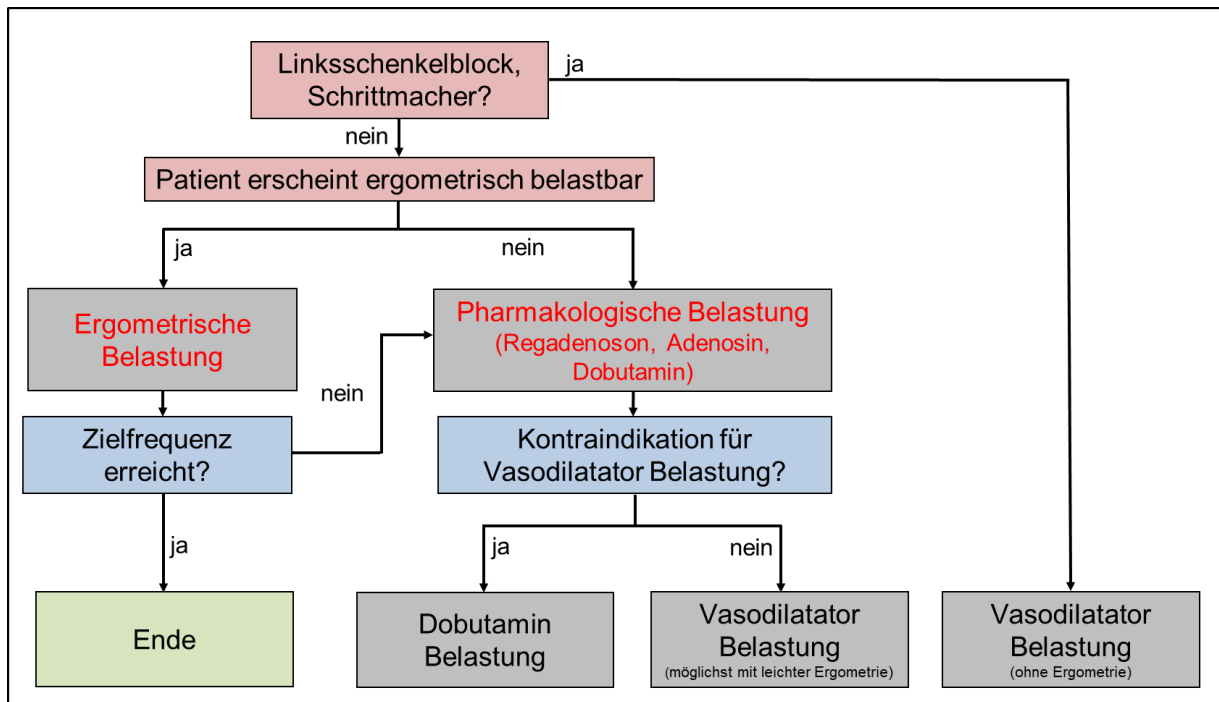 Linksschenkelblock,
Schrittmacher?
ja
nein
Patient erscheint ergometrisch belastbar
ja
nein
Ergometrische
Belastung
Pharmakologische Belastung
(Regadenoson, Adenosin,
Dobutamin)
nein
Zielfrequenz
erreicht?
Kontraindikation für
Vasodilatator Belastung?
ja
ja
nein
Ende
Dobutamin
Belastung
Vasodilatator
Belastung
(möglichst mit leichter Ergometrie)
Vasodilatator
Belastung
(ohne Ergometrie)